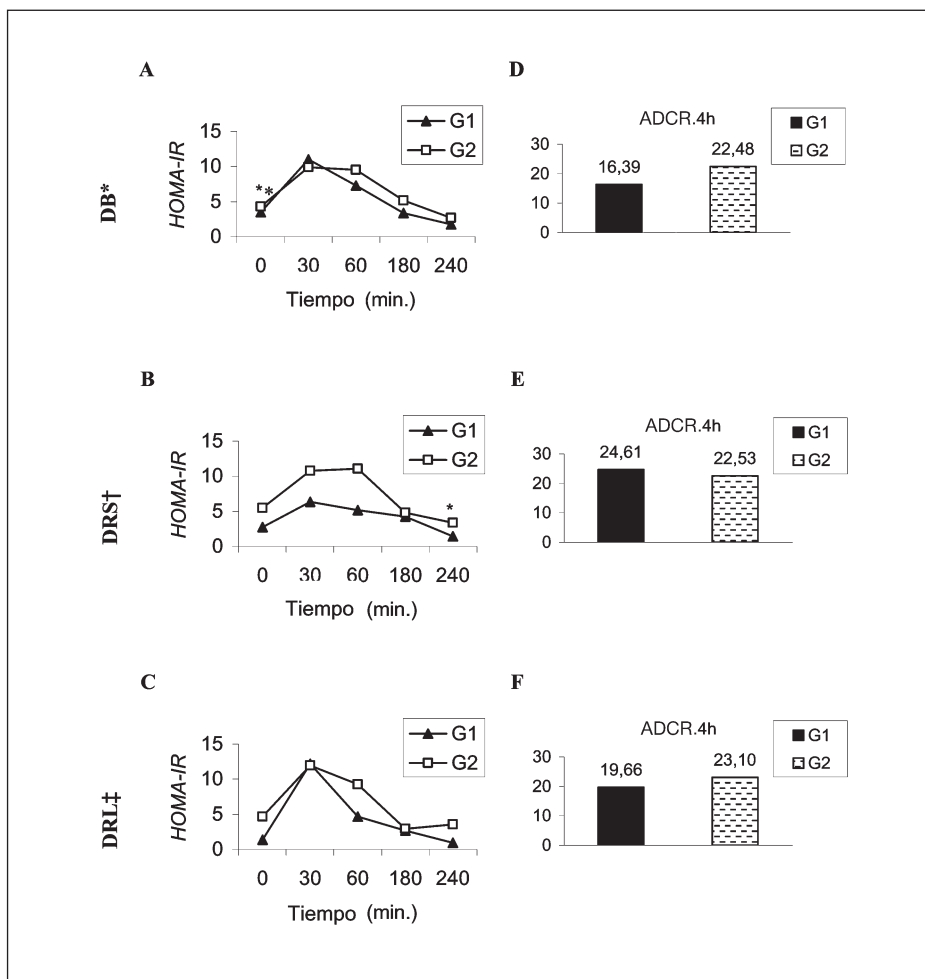 A
G1
G2
15
10
5
0
HOMA-IR
**
0 30 60 180 240
Tiempo (min.)
DB*
D
ADCR.4h
G1
G2
30
20
10
0
16,39
22,48
B
G1
G2
15
10
5
0
HOMA-IR
*
0 30 60 180 240
Tiempo (min.)
DRS†
E
ADCR.4h
G1
G2
30
20
10
0
24,61
22,53
C
G1
G2
15
10
5
0
HOMA-IR
0 30 60 180 240
Tiempo (min.)
DRL‡
F
ADCR.4h
G1
G2
30
20
10
0
19,66
23,10